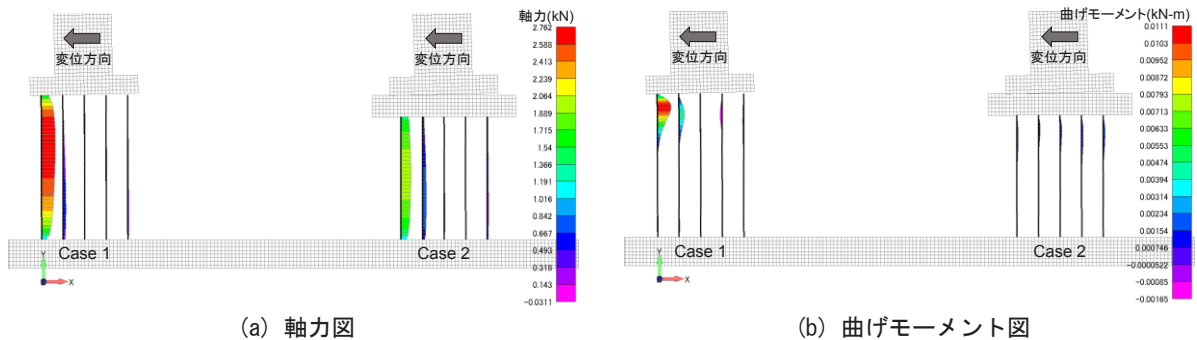 変位方向
変位方向
軸力(kN)
2.762
2.588
2.413
2.239
2.064
1.889
1.715
1.54
1.366
1.191
1.016
0.842
0.667
0.493
0.318
0.143
−0.0311
Case 1
Case 2
Y
X
(a) 軸力図
変位方向
変位方向
曲げモーメント(kN-m)
0.0111
0.0103
0.00952
0.00872
0.00793
0.00713
0.00633
0.00553
0.00474
0.00394
0.00314
0.00234
0.00154
0.000746
−0.0000522
−0.00085
−0.00165
Case 1
Case 2
Y
X
(b) 曲げモーメント図